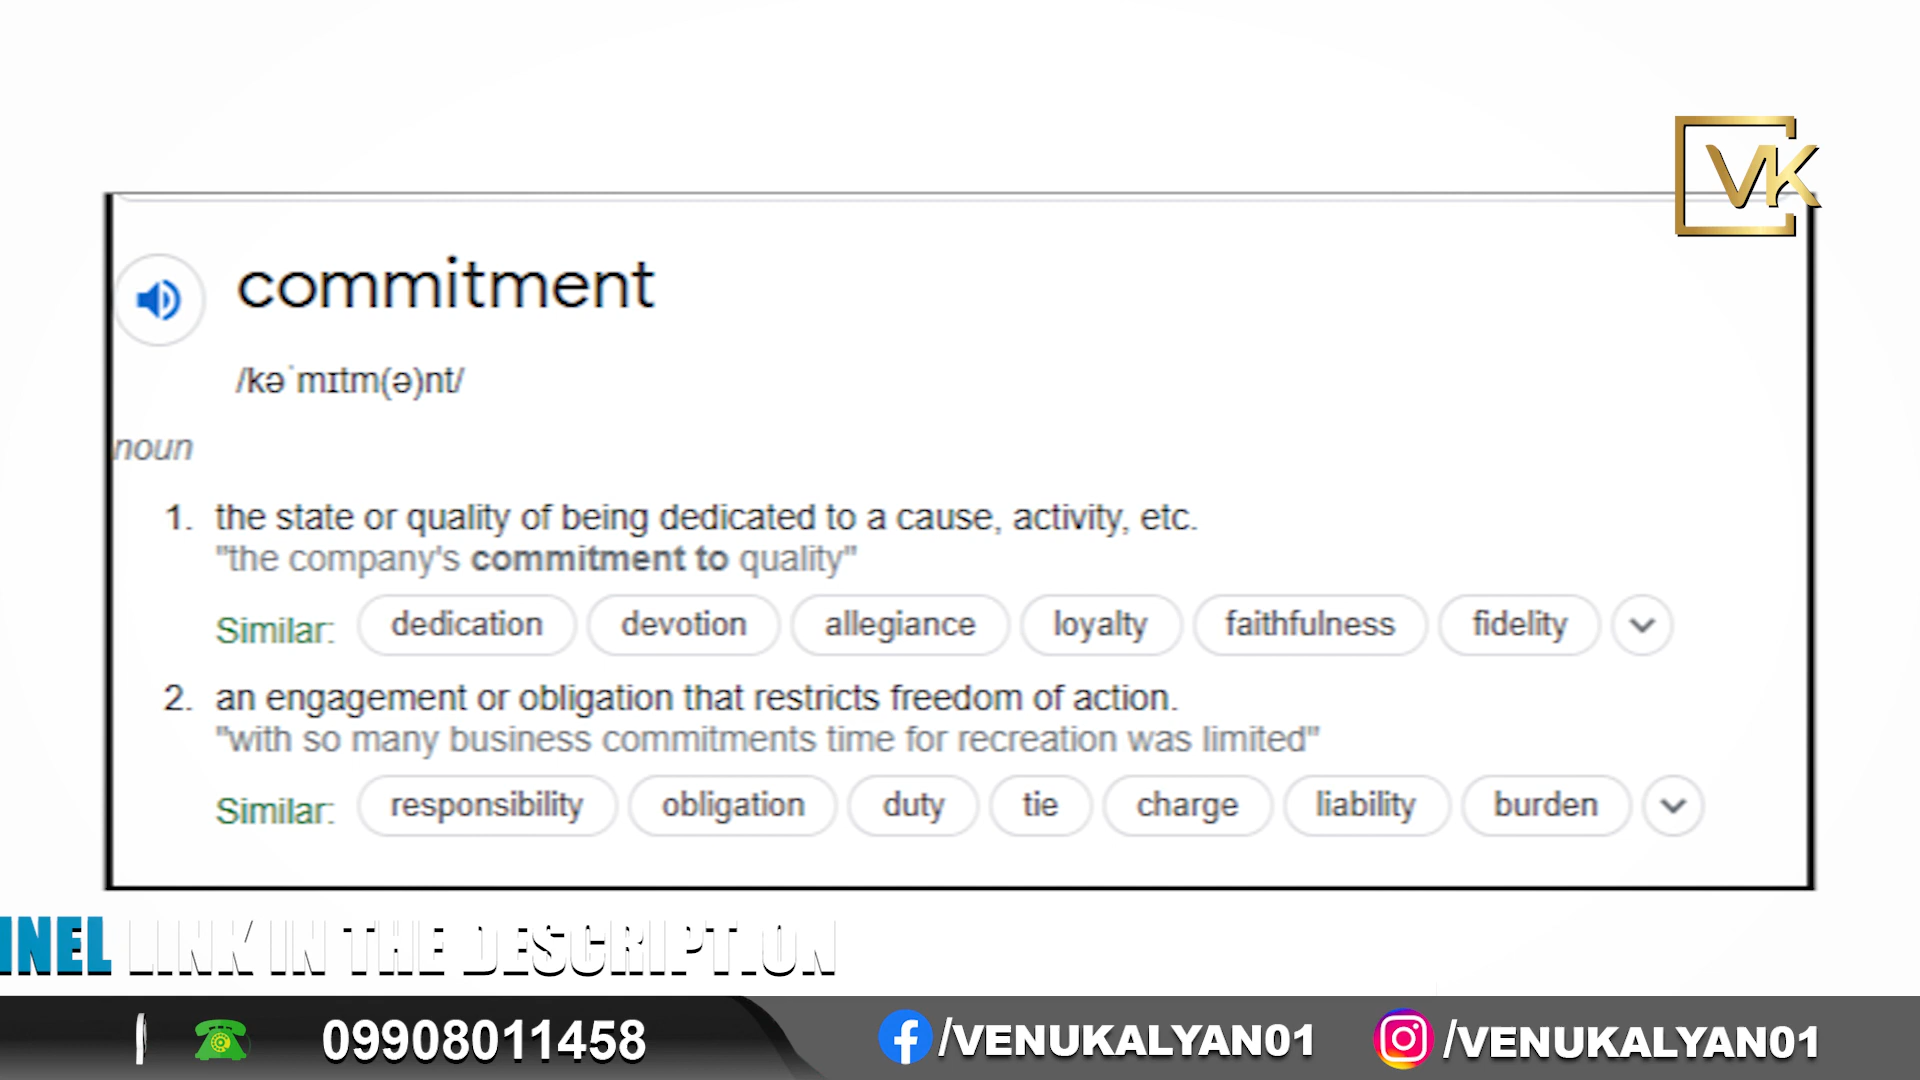 VK
commitment
/kəˈmɪtm(ə)nt/
noun
1. the state or quality of being dedicated to a cause, activity, etc.
"the company's commitment to quality"
Similar: dedication devotion allegiance loyalty faithfulness fidelity
2. an engagement or obligation that restricts freedom of action.
"with so many business commitments time for recreation was limited"
Similar: responsibility obligation duty tie charge liability burden
LINK IN THE DESCRIPTION
09908011458 /VENUKALYAN01 /VENUKALYAN01